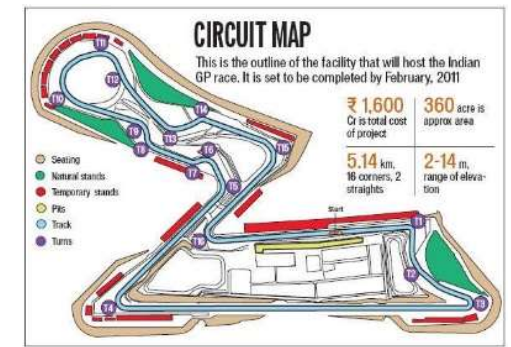 CIRCUIT MAP
This is the outline of the facility that will host the Indian
GP race. It is set to be completed by February, 2011
₹ 1,600
Cr is total cost
of project
360 acre is
approx area
5.14 km,
16 corners, 2
straights
2-14 m,
range of eleva-
tion
Seating
Natural stands
Temporary stands
Pits
Track
Turns
T11
T12
T10
T14
T9
T13
T8
T6
T15
T7
T5
Start
T1
T16
T2
T3
T4